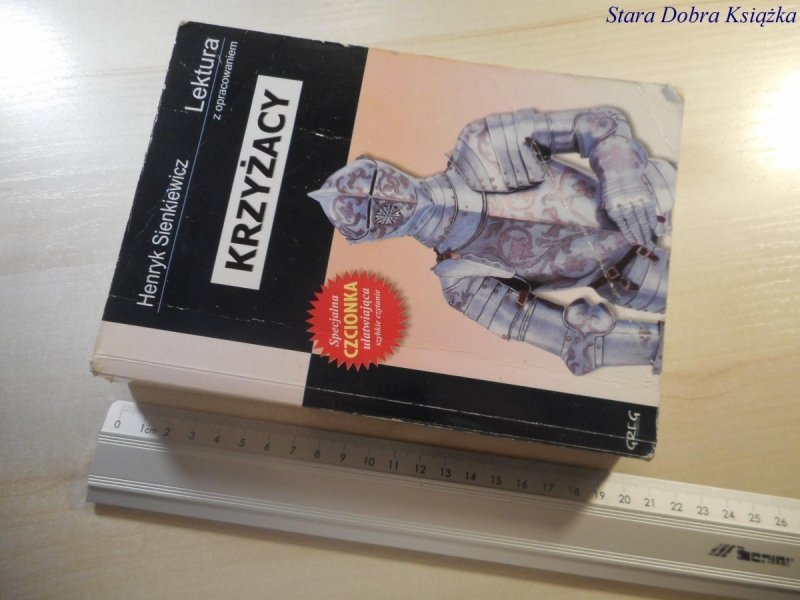 Stara Dobra Książka
Henryk Sienkiewicz
Lektura
z opracowaniem
KRZYŻACY
Specjalna
CZCIONKA
ułatwiająca
szybkie czytanie
GREG
0 1cm 2 3 4 5 6 7 8 9 10 11 12 13 14 15 16 17 18 19 20 21 22 23 24 25 26